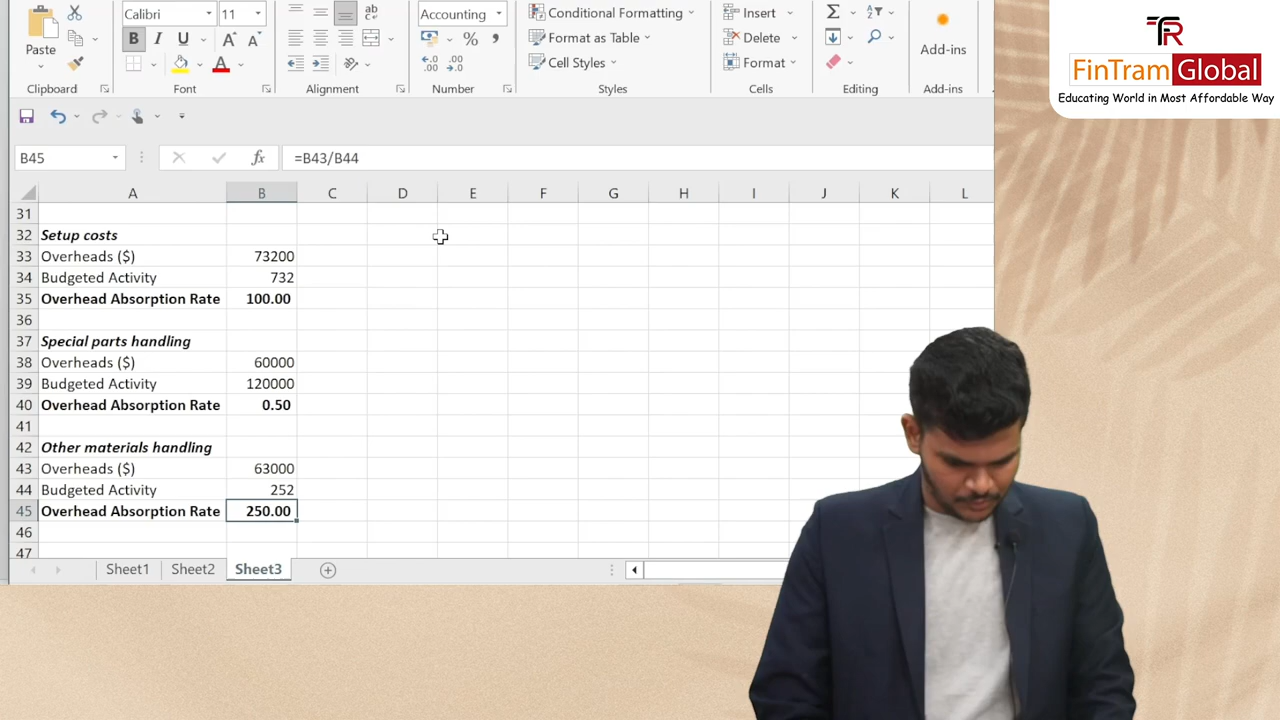 TR
FinTram Global
Educating World in Most Affordable Way
Calibri 11 ab Accounting Conditional Formatting Insert
Paste B I U A A $ % , Format as Table Delete Add-ins
A Cell Styles Format
Clipboard Font Alignment Number Styles Cells Editing Add-ins
B45 fx =B43/B44
A B C D E F G H I J K L
31
32 Setup costs
33 Overheads ($) 73200
34 Budgeted Activity 732
35 Overhead Absorption Rate 100.00
36
37 Special parts handling
38 Overheads ($) 60000
39 Budgeted Activity 120000
40 Overhead Absorption Rate 0.50
41
42 Other materials handling
43 Overheads ($) 63000
44 Budgeted Activity 252
45 Overhead Absorption Rate 250.00
46
47
Sheet1 Sheet2 Sheet3